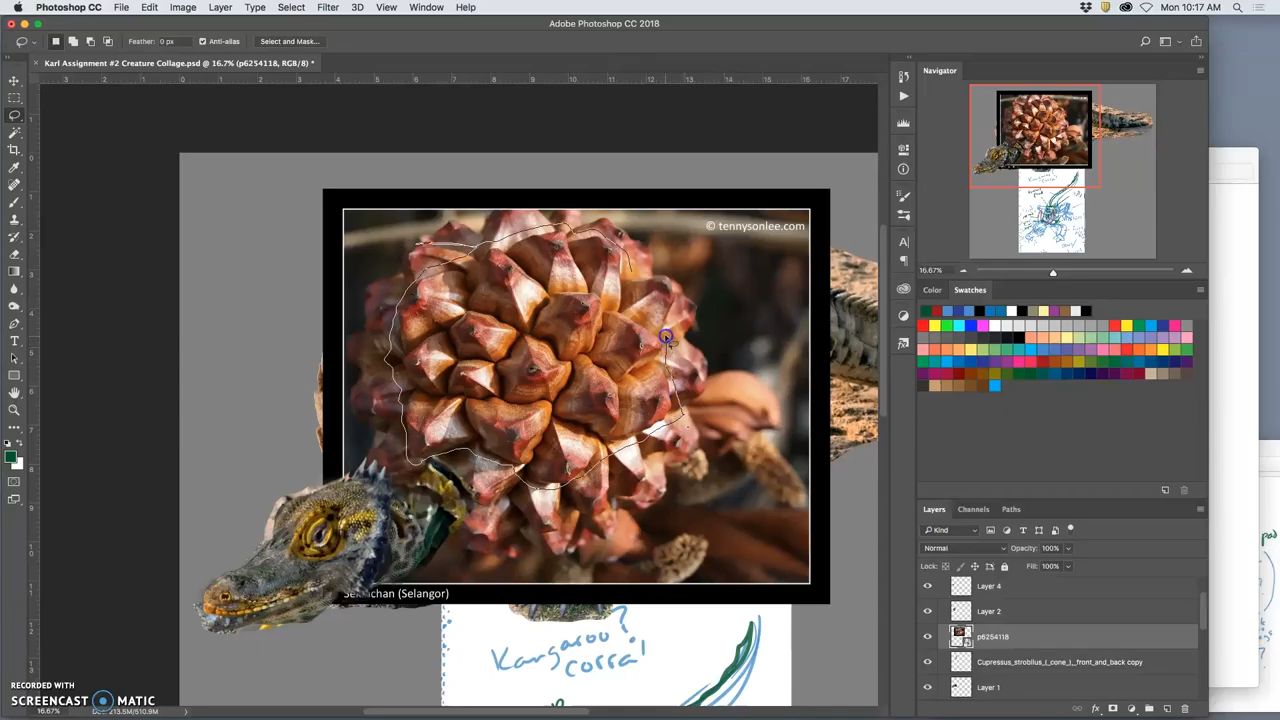 Photoshop CC File Edit Image Layer Type Select Filter 3D View Window Help
Mon 10:17 AM
Adobe Photoshop CC 2018
Feather: 0 px Anti-alias Select and Mask...
Karl Assignment #2 Creature Collage.psd @ 16.7% (p6254118, RGB/8) *
Navigator
© tennysonlee.com
16.67%
Color Swatches
Layers Channels Paths
Kind
Normal Opacity: 100%
Lock: Fill: 100%
Layer 4
Layer 2
p6254118
Cupressus_strobilus_(_cone_)_front_and_back copy
Layer 1
(Selangor)
Kangaroo?
corral
RECORDED WITH
SCREENCAST MATIC
16.67%